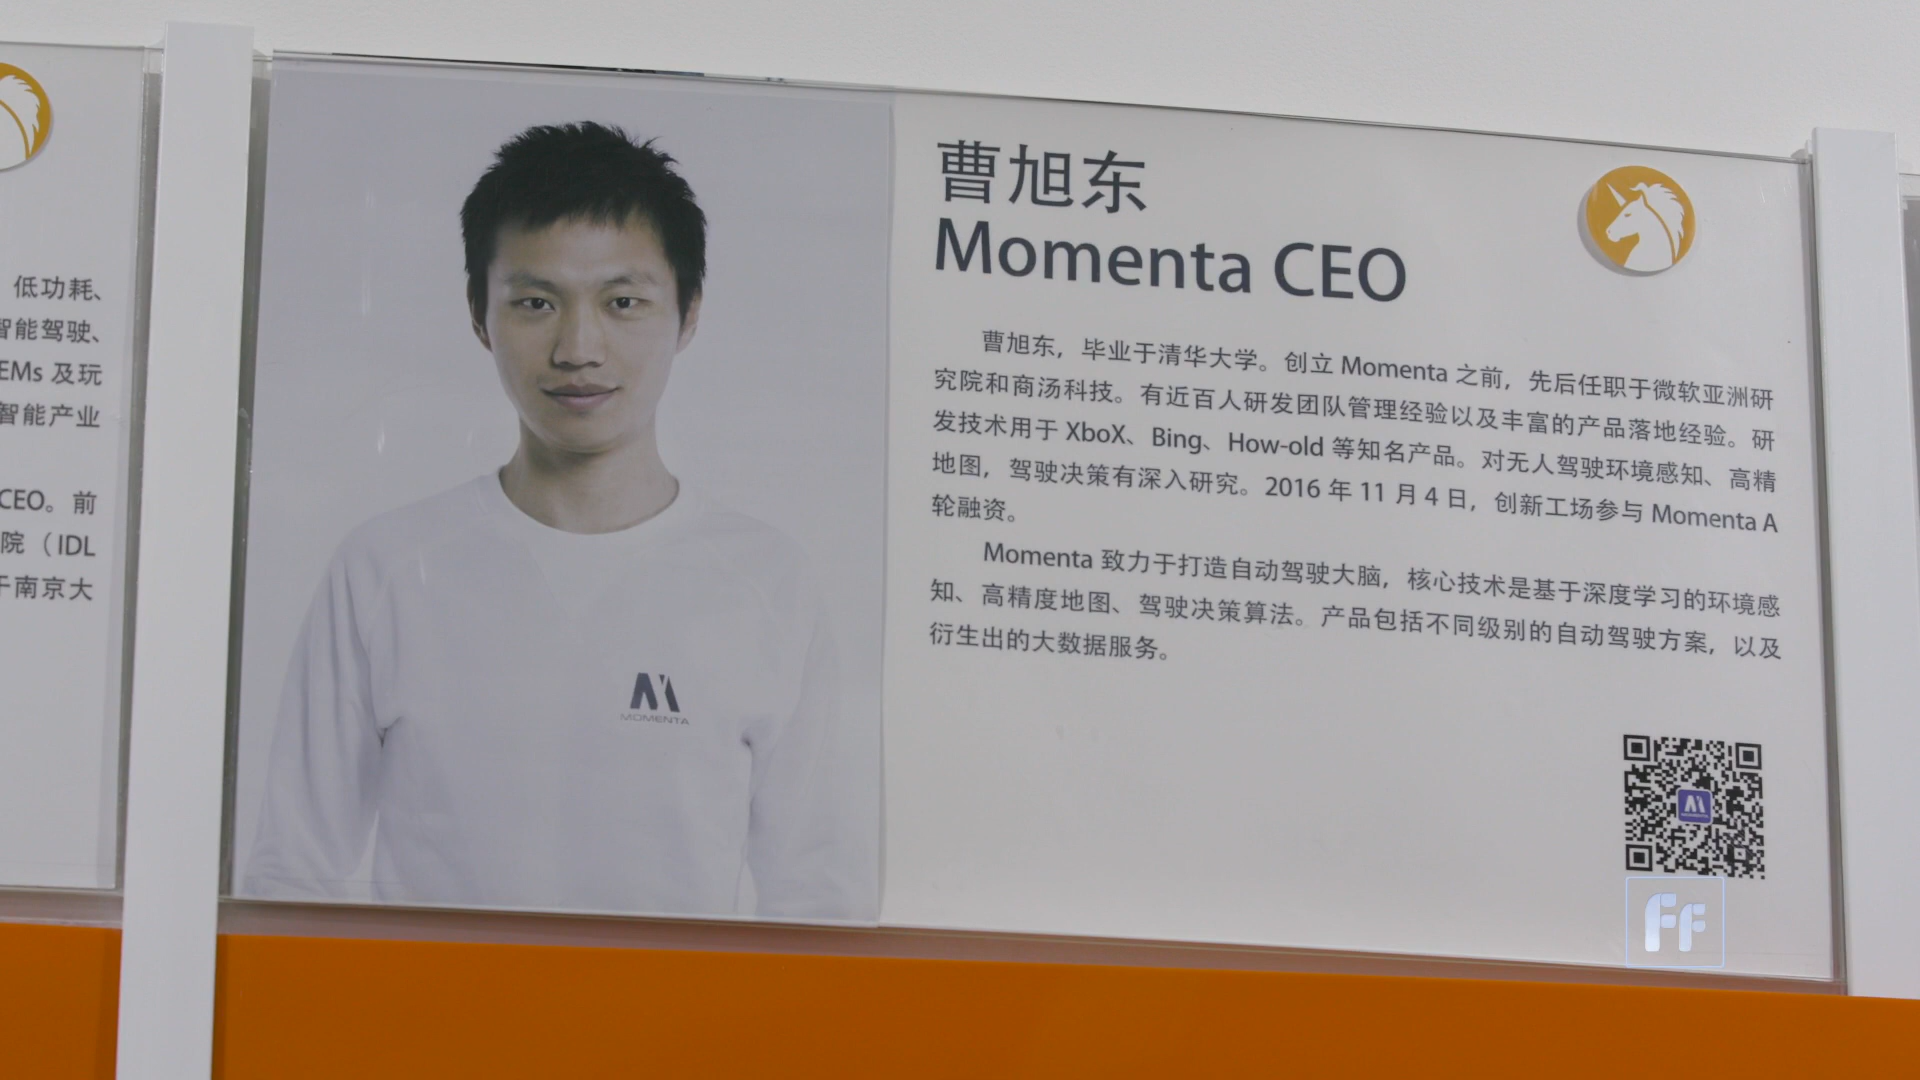 低功耗、
智能驾驶、
EMs 及玩
智能产业
CEO。前
院（IDL
于南京大
曹旭东
Momenta CEO
曹旭东，毕业于清华大学。创立 Momenta 之前，先后任职于微软亚洲研
究院和商汤科技。有近百人研发团队管理经验以及丰富的产品落地经验。研
发技术用于 XboX、Bing、How-old 等知名产品。对无人驾驶环境感知、高精
地图，驾驶决策有深入研究。2016 年 11 月 4 日，创新工场参与 Momenta A
轮融资。
Momenta 致力于打造自动驾驶大脑，核心技术是基于深度学习的环境感
知、高精度地图、驾驶决策算法。产品包括不同级别的自动驾驶方案，以及
衍生出的大数据服务。
MOMENTA
FF